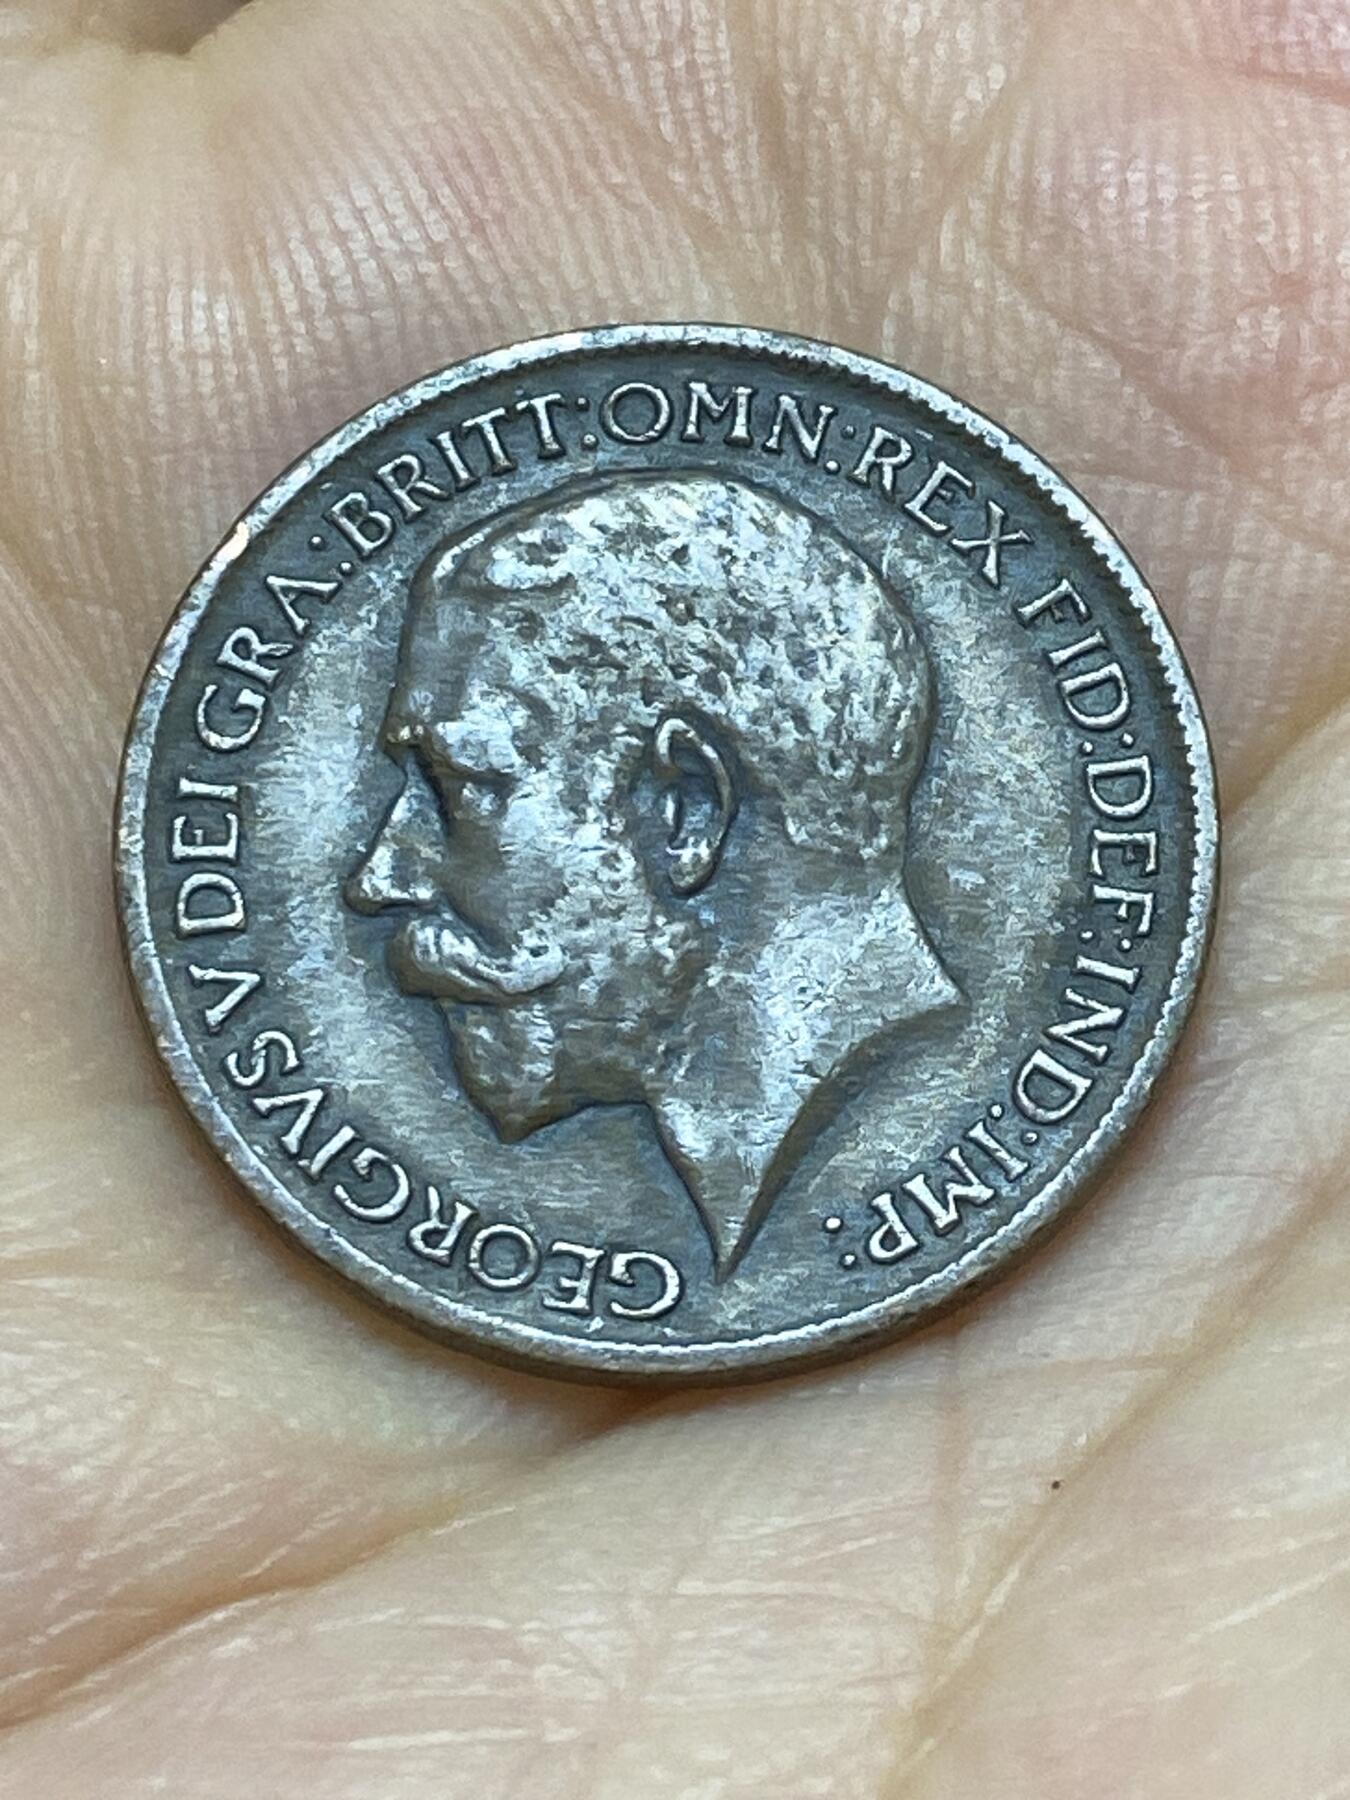 GEORGIVS V DEI GRA: BRITT: OMN: REX FID: DEF: IND: IMP: